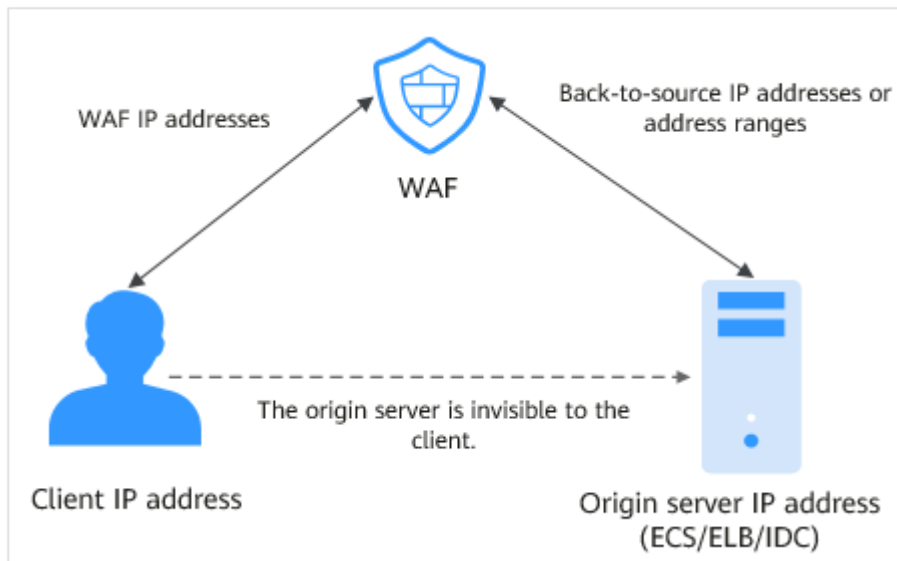 WAF IP addresses
Back-to-source IP addresses or
address ranges
WAF
The origin server is invisible to the
client.
Client IP address
Origin server IP address
(ECS/ELB/IDC)